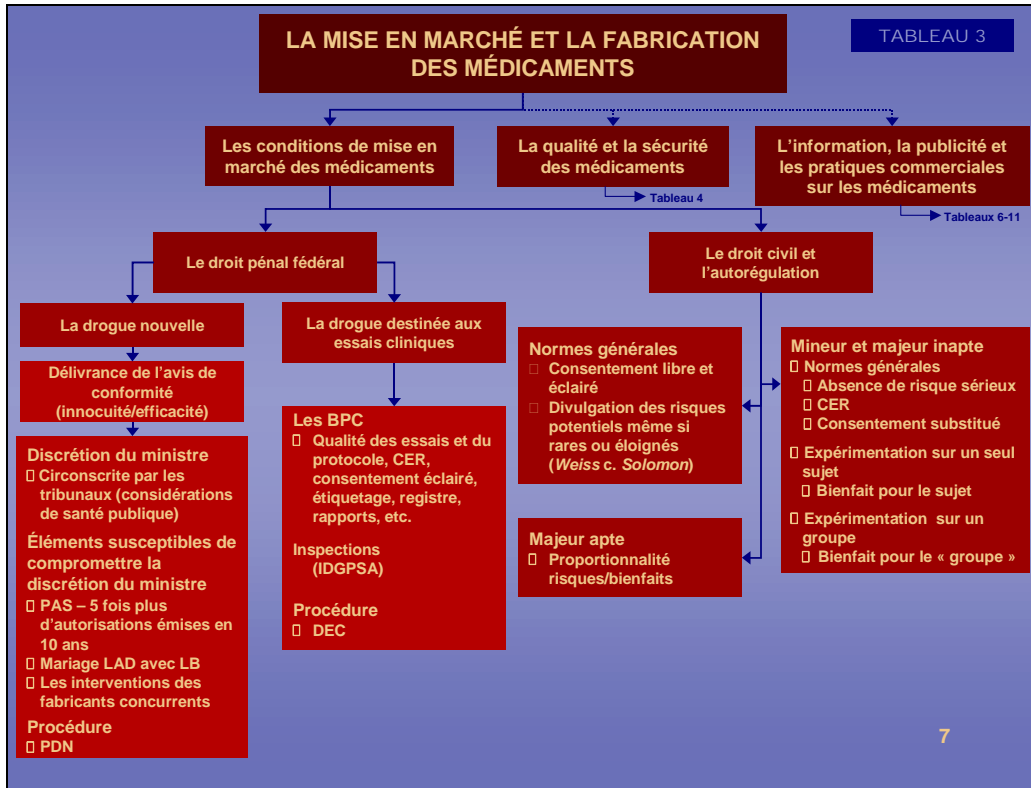 TABLEAU 3
LA MISE EN MARCHÉ ET LA FABRICATION
DES MÉDICAMENTS
Les conditions de mise en
marché des médicaments
La qualité et la sécurité
des médicaments
Tableau 4
L'information, la publicité et
les pratiques commerciales
sur les médicaments
Tableaux 6-11
Le droit pénal fédéral
Le droit civil et
l'autorégulation
La drogue nouvelle
Délivrance de l'avis de
conformité
(innocuité/efficacité)
Discrétion du ministre
Circonscrite par les
tribunaux (considérations
de santé publique)
Éléments susceptibles de
compromettre la
discrétion du ministre
PAS – 5 fois plus
d'autorisations émises en
10 ans
Mariage LAD avec LB
Les interventions des
fabricants concurrents
Procédure
PDN
La drogue destinée aux
essais cliniques
Les BPC
Qualité des essais et du
protocole, CER,
consentement éclairé,
étiquetage, registre,
rapports, etc.
Inspections
(IDGPSA)
Procédure
DEC
Normes générales
Consentement libre et
éclairé
Divulgation des risques
potentiels même si
rares ou éloignés
(Weiss c. Solomon)
Majeur apte
Proportionnalité
risques/bienfaits
Mineur et majeur inapte
Normes générales
Absence de risque sérieux
CER
Consentement substitué
Expérimentation sur un seul
sujet
Bienfait pour le sujet
Expérimentation sur un
groupe
Bienfait pour le « groupe »
7